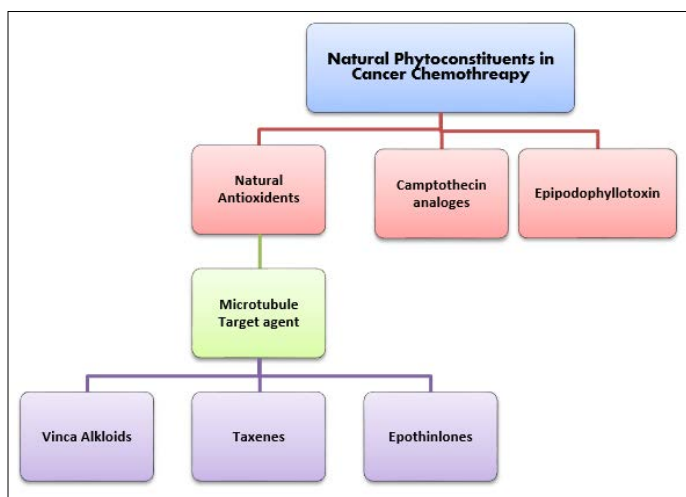 Natural Phytoconstituents in
Cancer Chemothreapy
Natural
Antioxidents
Camptothecin
analoges
Epipodophyllotoxin
Microtubule
Target agent
Vinca Alkloids
Taxenes
Epothinlones